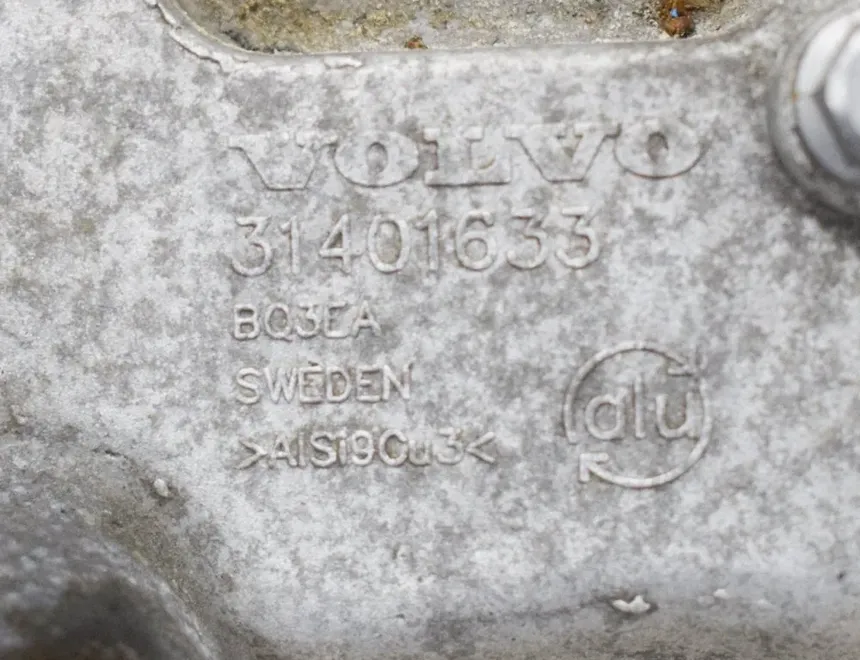 VOLVO
31401633
BQ3EA
SWEDEN
>AlSi9Cu3<
alu